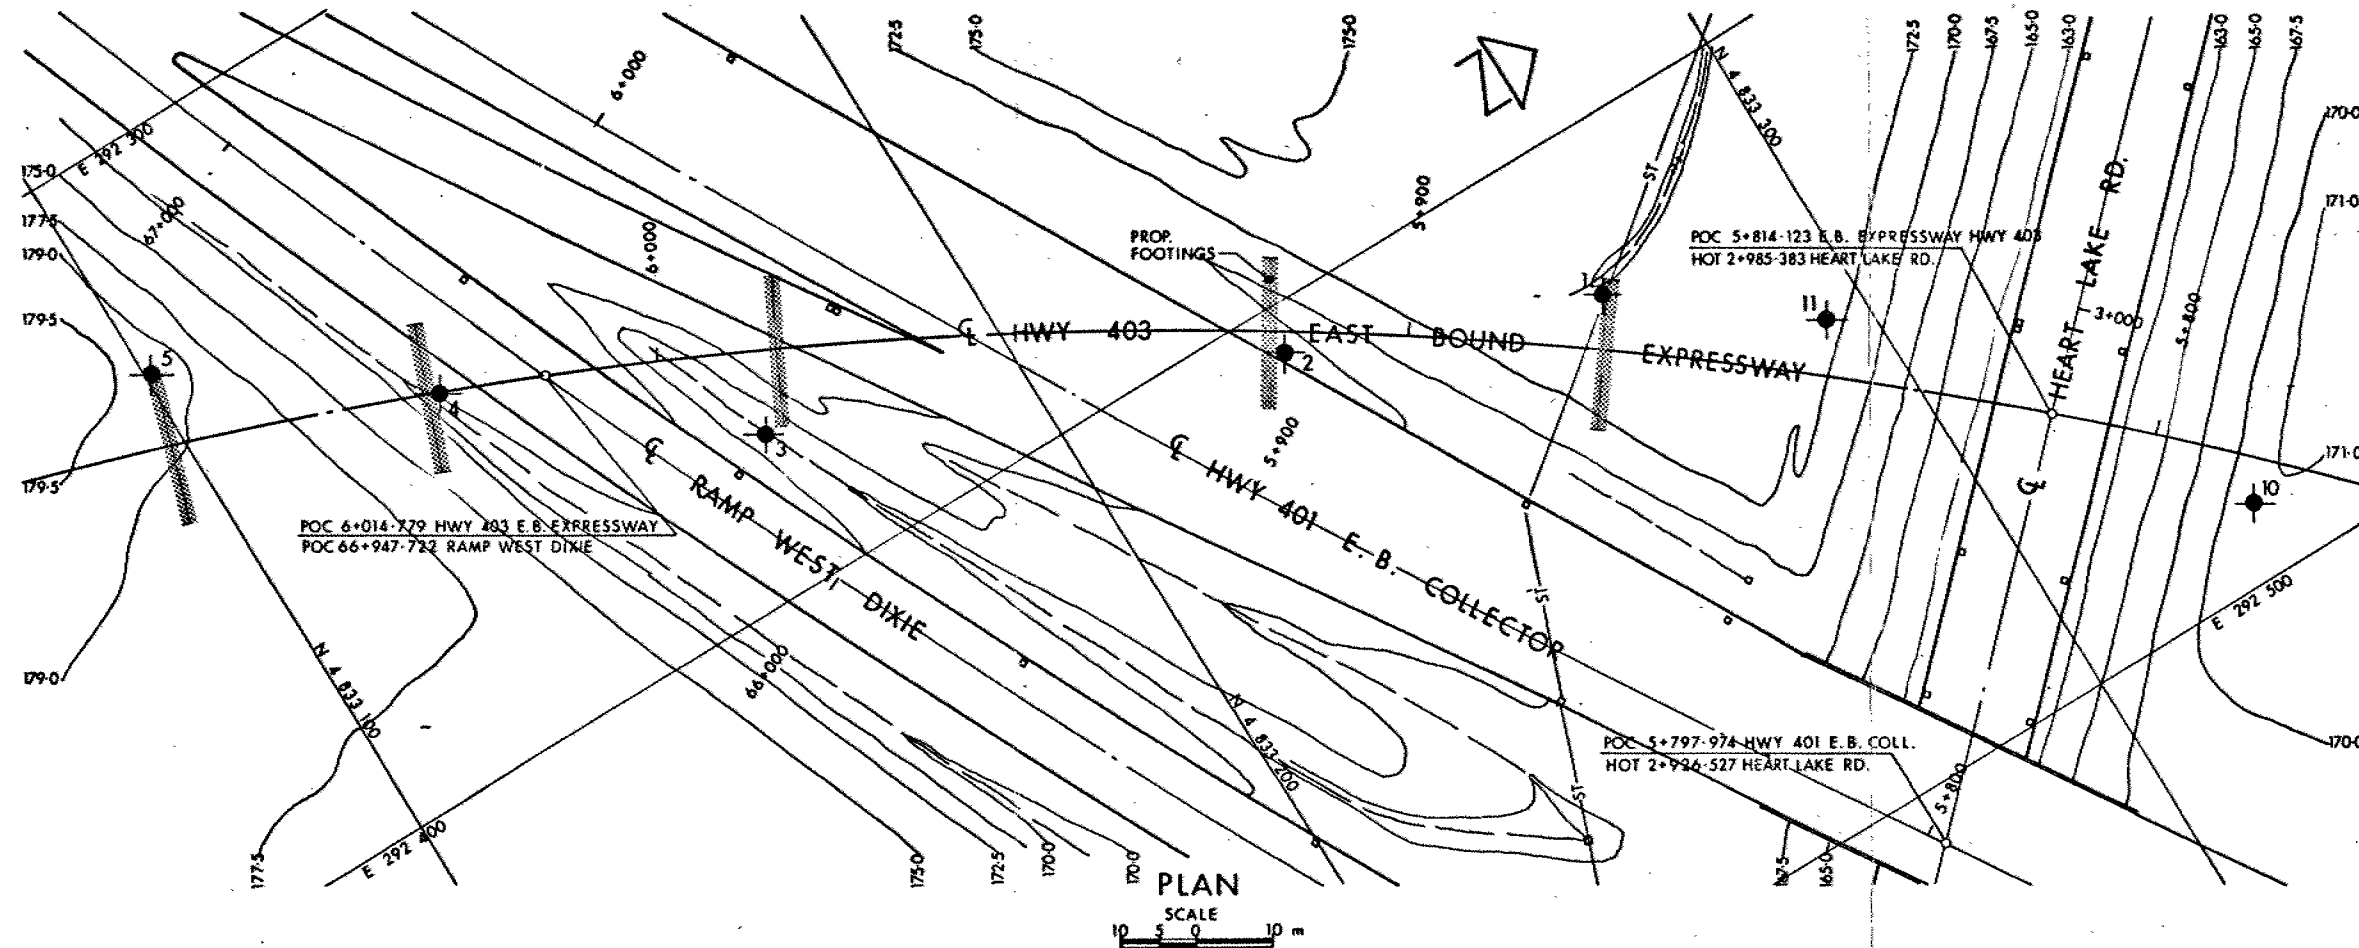 172·5
175·0
175·0
172·5
170·0
167·5
165·0
163·0
163·0
165·0
167·5
6+000
N 4 833 300
E 292 300
170·0
175·0
67+000
177·5
179·0
6+000
5+900
ST
HEART LAKE RD.
171·0
PROP.
FOOTINGS
POC 5+814·123 E.B. EXPRESSWAY HWY 403
HOT 2+985·383 HEART LAKE RD.
1
11
3+000
5+800
179·5
5
4
3
2
℄ HWY 403 EAST BOUND EXPRESSWAY
179·5
5+900
171·0
10
℄
POC 6+014·779 HWY 403 E.B. EXPRESSWAY
POC 66+947·722 RAMP WEST DIXIE
℄ RAMP WEST DIXIE
℄ HWY 401 E. B. COLLECTOR
ST
E 292 500
179·0
N 4 833 100
66+000
N 4 833 200
170·0
POC 5+797·974 HWY 401 E.B. COLL.
HOT 2+926·527 HEART LAKE RD.
ST
5+800
E 292 400
177·5
175·0
172·5
170·0
170·0
167·5
165·0
PLAN
SCALE
10 5 0 10 m